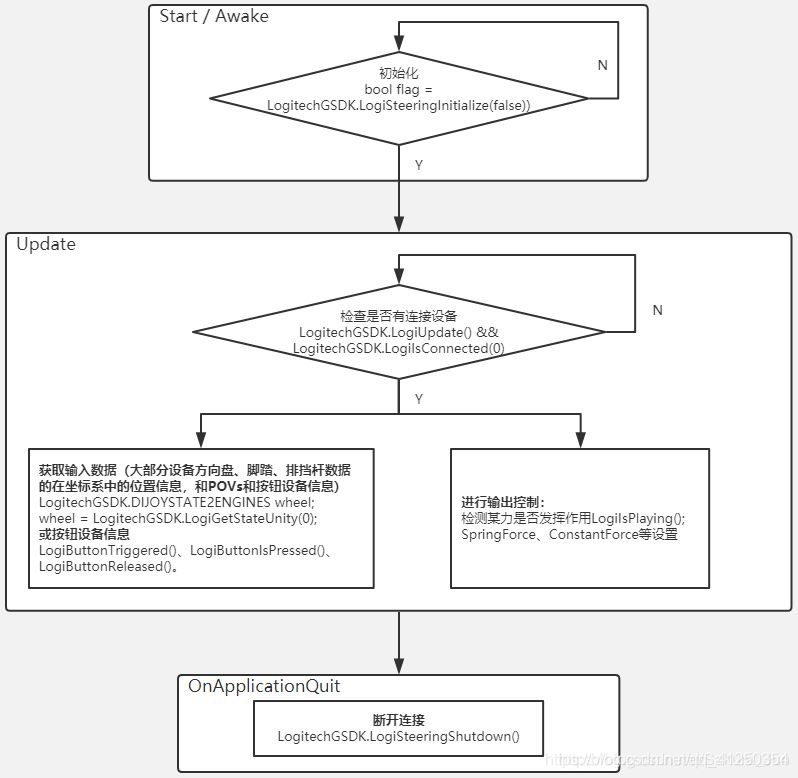 Start / Awake
初始化
bool flag =
LogitechGSDK.LogiSteeringInitialize(false))
N
Y
Update
检查是否有连接设备
LogitechGSDK.LogiUpdate() &&
LogitechGSDK.LogiIsConnected(0)
N
Y
获取输入数据（大部分设备方向盘、脚踏、排挡杆数据
的在坐标系中的位置信息，和POVs和按钮设备信息）
LogitechGSDK.DIJOYSTATE2ENGINES wheel;
wheel = LogitechGSDK.LogiGetStateUnity(0);
或按钮设备信息
LogiButtonTriggered()、LogiButtonIsPressed()、
LogiButtonReleased()。
进行输出控制：
检测某力是否发挥作用LogiIsPlaying();
SpringForce、ConstantForce等设置
OnApplicationQuit
断开连接
LogitechGSDK.LogiSteeringShutdown()